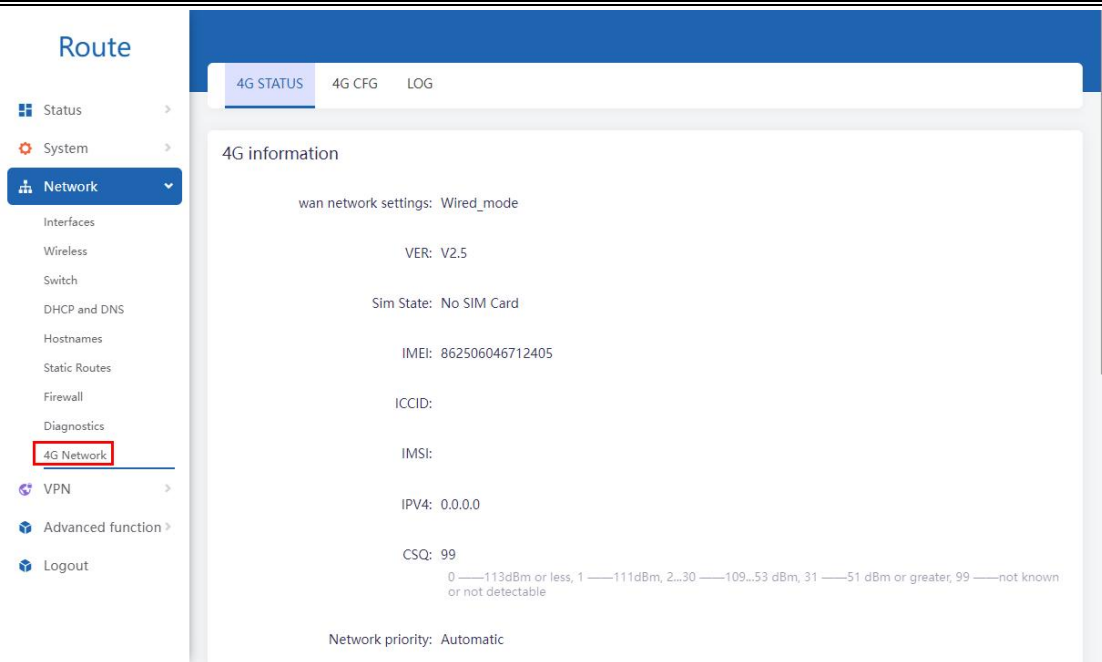 Route
Status
System
Network
Interfaces
Wireless
Switch
DHCP and DNS
Hostnames
Static Routes
Firewall
Diagnostics
4G Network
VPN
Advanced function
Logout
4G STATUS 4G CFG LOG
4G information
wan network settings: Wired_mode
VER: V2.5
Sim State: No SIM Card
IMEI: 862506046712405
ICCID:
IMSI:
IPV4: 0.0.0.0
CSQ: 99
0 ——113dBm or less, 1 ——111dBm, 2...30 ——109...53 dBm, 31 ——51 dBm or greater, 99 ——not known
or not detectable
Network priority: Automatic